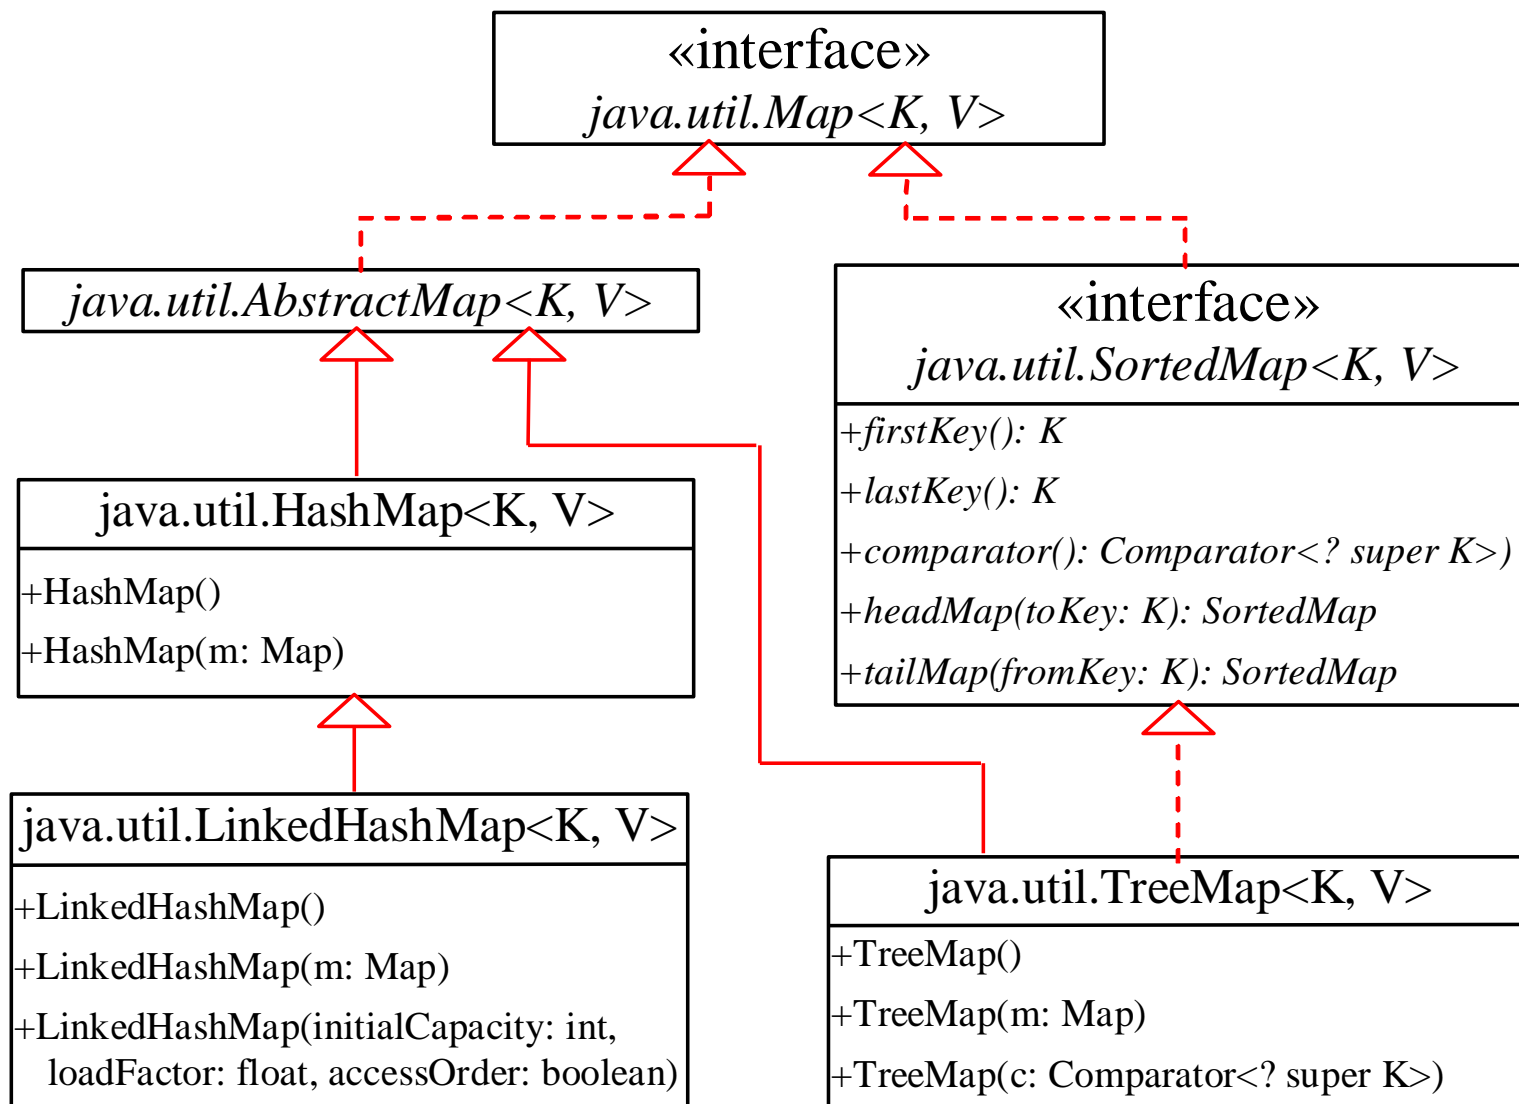 «interface»
java.util.Map<K, V>
java.util.AbstractMap<K, V>
«interface»
java.util.SortedMap<K, V>
+firstKey(): K
+lastKey(): K
+comparator(): Comparator<? super K>)
+headMap(toKey: K): SortedMap
+tailMap(fromKey: K): SortedMap
java.util.HashMap<K, V>
+HashMap()
+HashMap(m: Map)
java.util.LinkedHashMap<K, V>
+LinkedHashMap()
+LinkedHashMap(m: Map)
+LinkedHashMap(initialCapacity: int,
loadFactor: float, accessOrder: boolean)
java.util.TreeMap<K, V>
+TreeMap()
+TreeMap(m: Map)
+TreeMap(c: Comparator<? super K>)